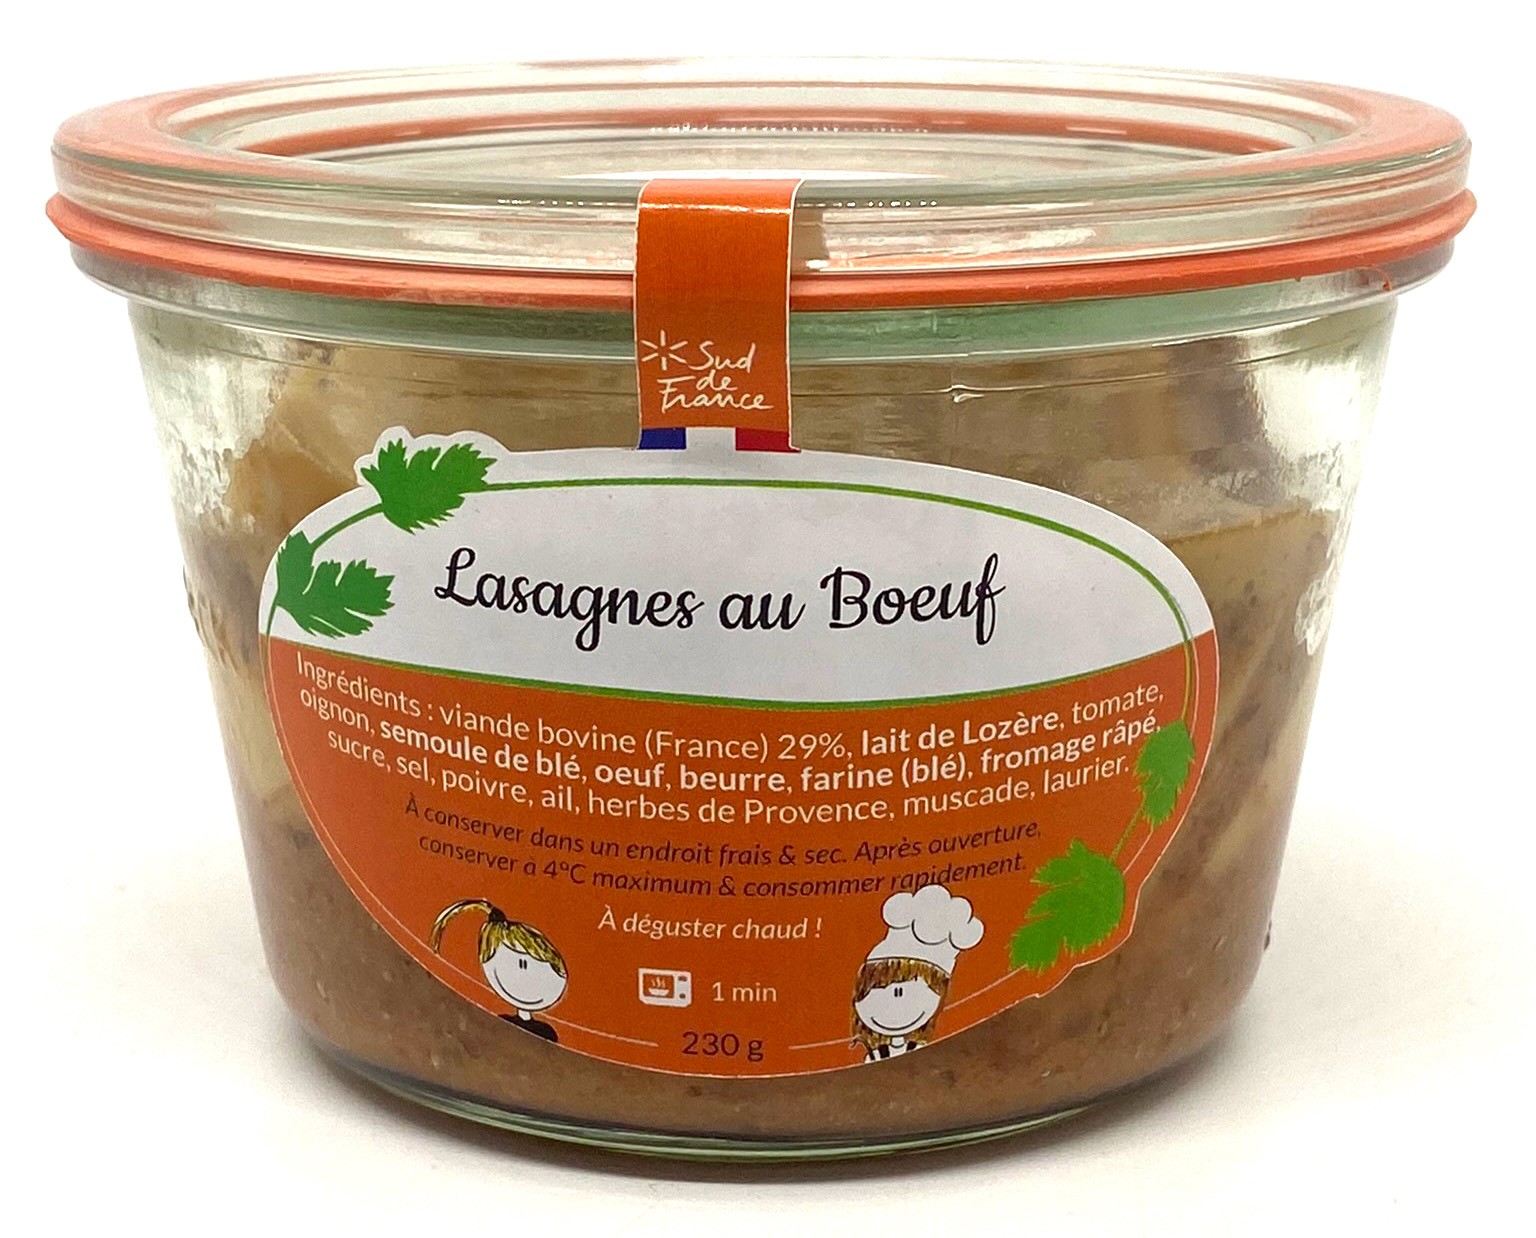 Sud
de
France
Lasagnes au Boeuf
Ingrédients : viande bovine (France) 29%, lait de Lozère, tomate,
oignon, semoule de blé, oeuf, beurre, farine (blé), fromage râpé,
sucre, sel, poivre, ail, herbes de Provence, muscade, laurier.
À conserver dans un endroit frais & sec. Après ouverture,
conserver à 4°C maximum & consommer rapidement.
À déguster chaud !
1 min
230 g